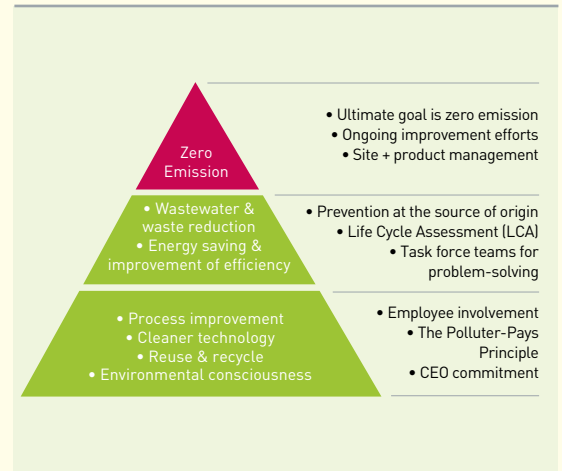 Zero
Emission
• Ultimate goal is zero emission
• Ongoing improvement efforts
• Site + product management
• Wastewater &
waste reduction
• Energy saving &
improvement of efficiency
• Prevention at the source of origin
• Life Cycle Assessment (LCA)
• Task force teams for
problem-solving
• Process improvement
• Cleaner technology
• Reuse & recycle
• Environmental consciousness
• Employee involvement
• The Polluter-Pays
Principle
• CEO commitment